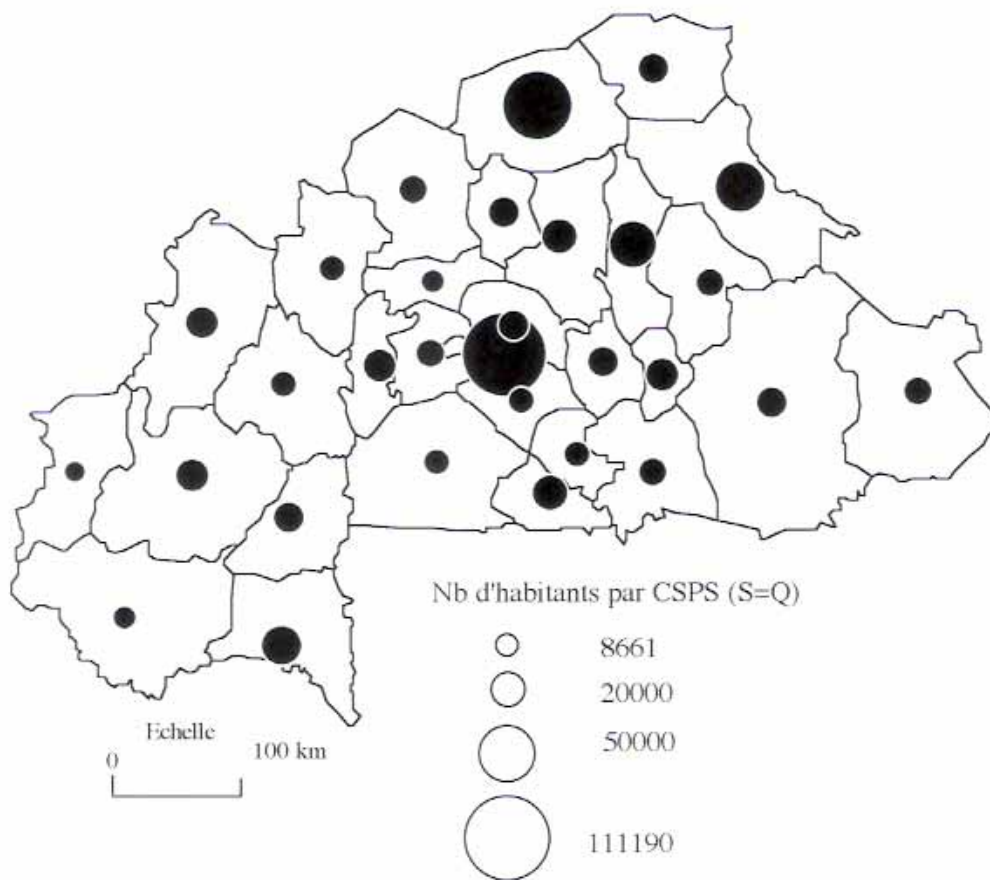 Nb d'habitants par CSPS (S=Q)
8661
20000
50000
111190
Echelle
0 100 km